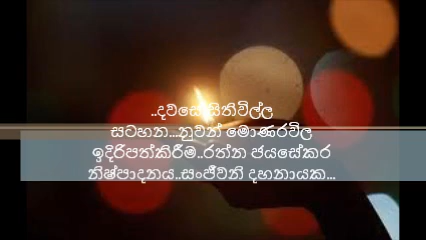 ..දවසේ සිතිවිල්ල
සටහන...නුවන් මොණරවිල
ඉදිරිපත්කිරීම..රත්න ජයසේකර
නිෂ්පාදනය..සංජීවනි දහනායක...